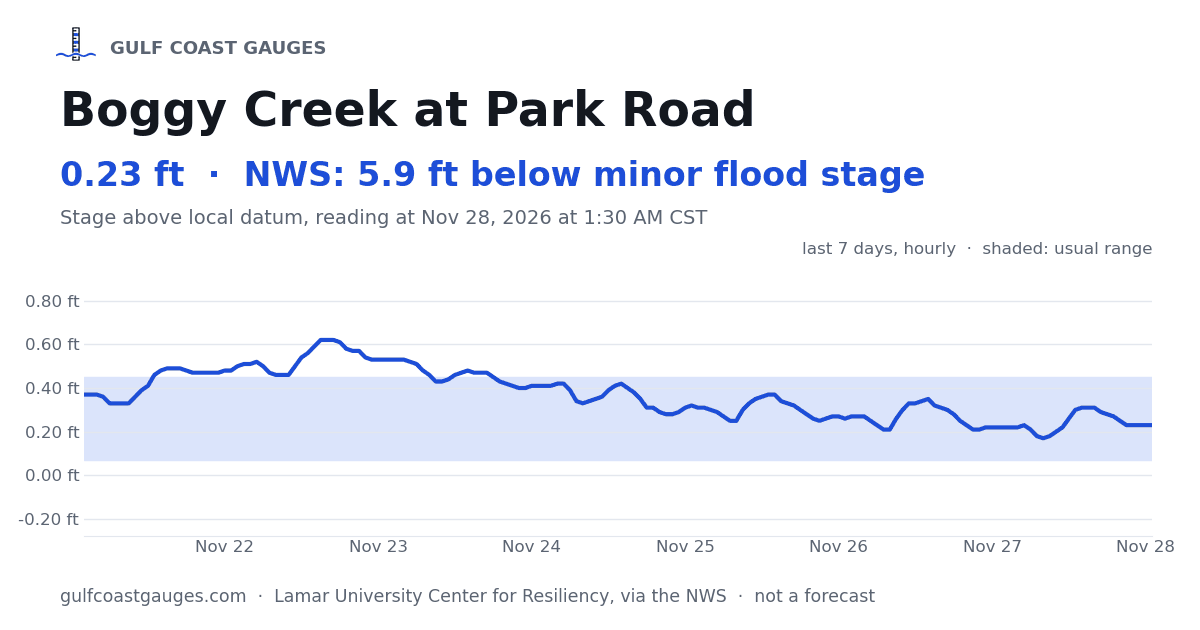 GULF COAST GAUGES
Boggy Creek at Park Road
0.23 ft · NWS: 5.9 ft below minor flood stage
Stage above local datum, reading at Nov 28, 2026 at 1:30 AM CST
last 7 days, hourly · shaded: usual range
0.80 ft
0.60 ft
0.40 ft
0.20 ft
0.00 ft
-0.20 ft
Nov 22 Nov 23 Nov 24 Nov 25 Nov 26 Nov 27 Nov 28
gulfcoastgauges.com · Lamar University Center for Resiliency, via the NWS · not a forecast